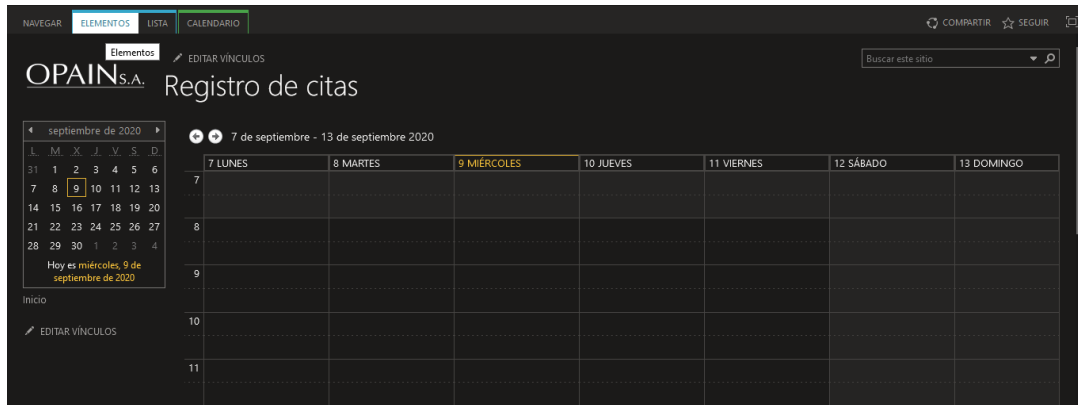 NAVEGAR ELEMENTOS LISTA CALENDARIO COMPARTIR SEGUIR
Elementos
OPAIN S.A.
EDITAR VÍNCULOS
Registro de citas
Buscar este sitio
septiembre de 2020
L M X J V S D
31 1 2 3 4 5 6
7 8 9 10 11 12 13
14 15 16 17 18 19 20
21 22 23 24 25 26 27
28 29 30 1 2 3 4
Hoy es miércoles, 9 de
septiembre de 2020
Inicio
EDITAR VÍNCULOS
7 de septiembre - 13 de septiembre 2020
7 LUNES 8 MARTES 9 MIÉRCOLES 10 JUEVES 11 VIERNES 12 SÁBADO 13 DOMINGO
7
8
9
10
11